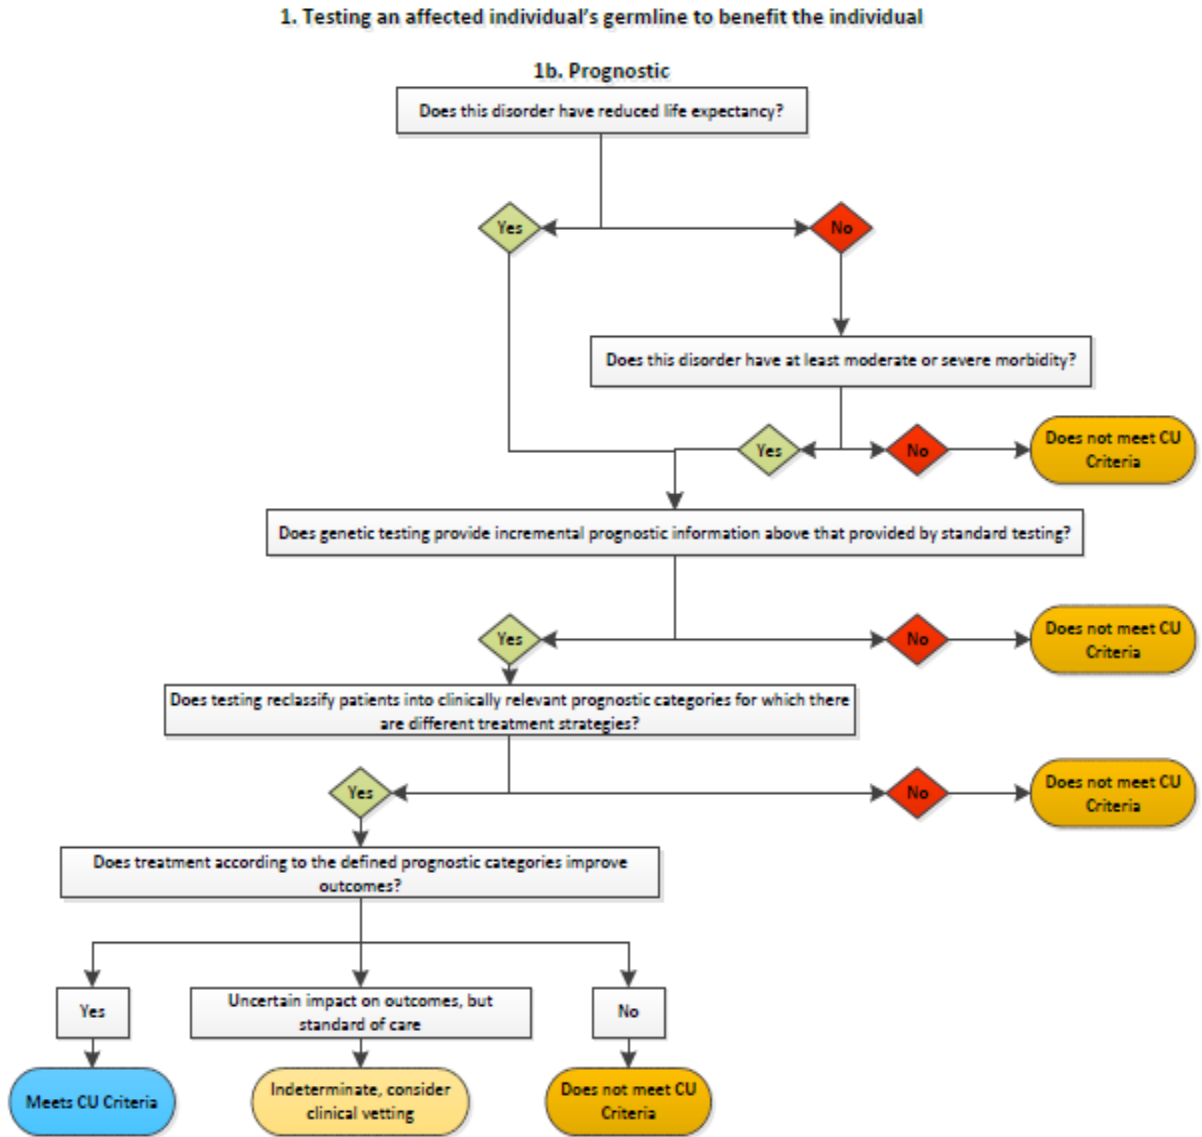 1. Testing an affected individual's germline to benefit the individual
1b. Prognostic
Does this disorder have reduced life expectancy?
Yes
No
Does this disorder have at least moderate or severe morbidity?
Yes
No
Does not meet CU
Criteria
Does genetic testing provide incremental prognostic information above that provided by standard testing?
Yes
No
Does not meet CU
Criteria
Does testing reclassify patients into clinically relevant prognostic categories for which there
are different treatment strategies?
Yes
No
Does not meet CU
Criteria
Does treatment according to the defined prognostic categories improve
outcomes?
Yes
Uncertain impact on outcomes, but
standard of care
No
Meets CU Criteria
Indeterminate, consider
clinical vetting
Does not meet CU
Criteria